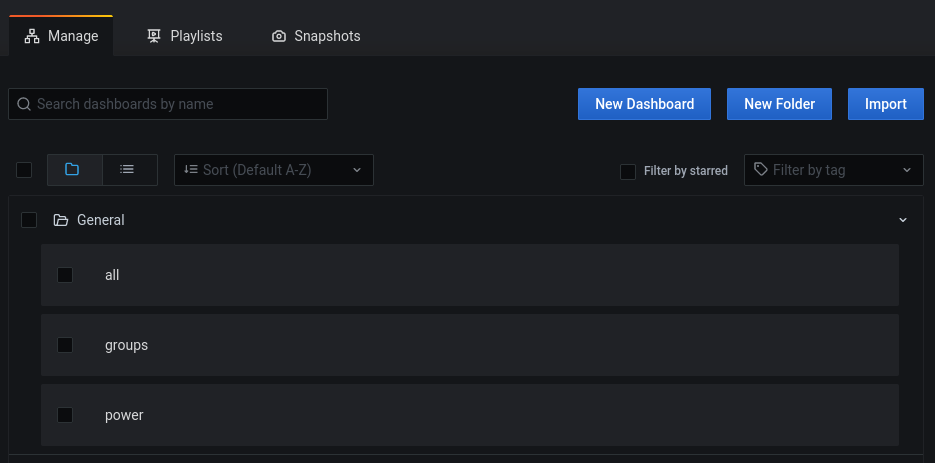 Manage Playlists Snapshots
Search dashboards by name New Dashboard New Folder Import
Sort (Default A-Z) Filter by starred Filter by tag
General
all
groups
power